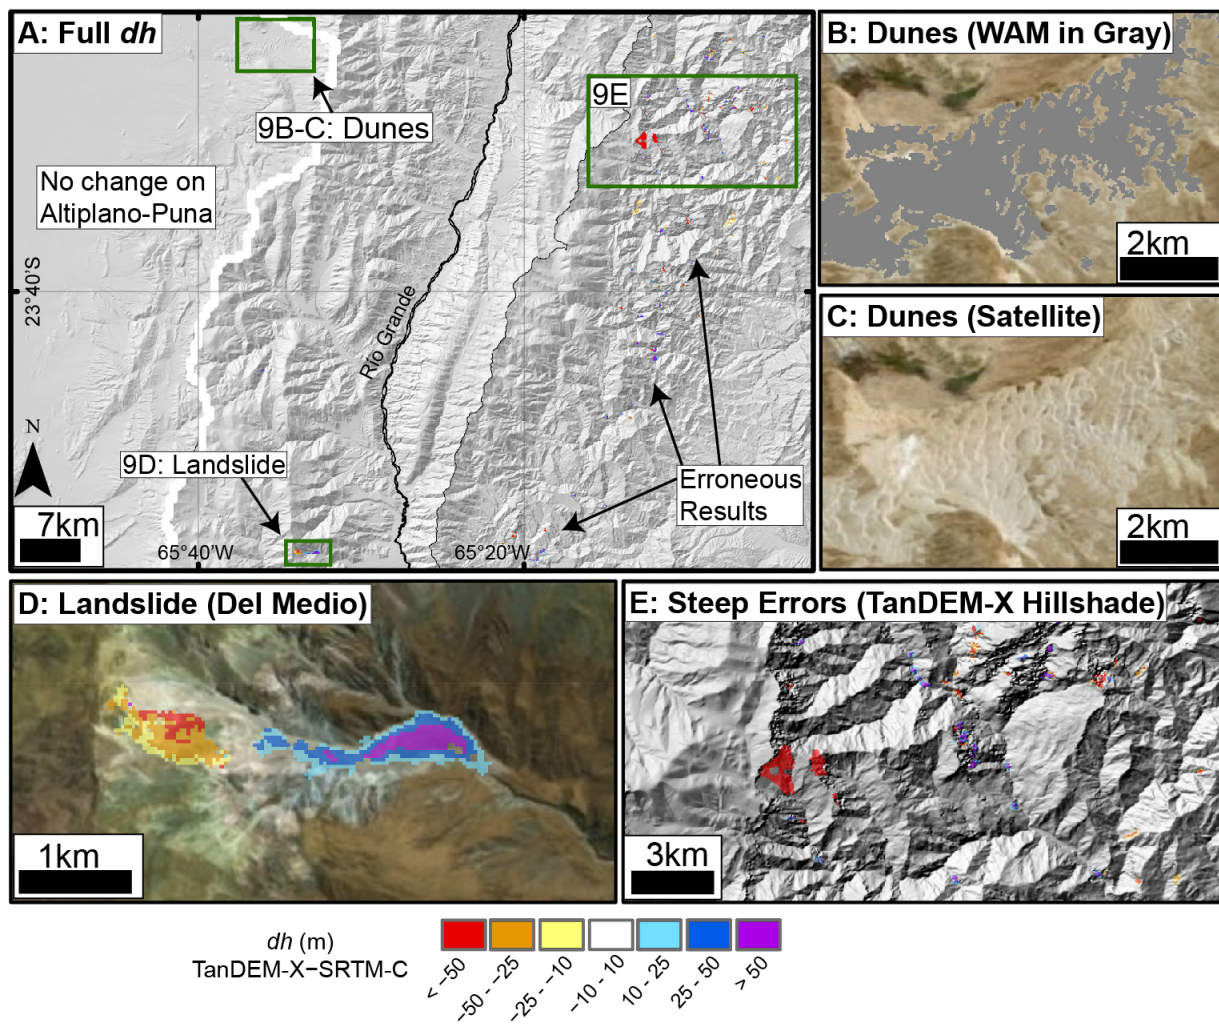 A: Full dh
9B-C: Dunes
9E
No change on
Altiplano-Puna
23°40'S
Rio Grande
N
9D: Landslide
Erroneous
Results
7km
65°40'W
65°20'W
B: Dunes (WAM in Gray)
2km
C: Dunes (Satellite)
2km
D: Landslide (Del Medio)
1km
E: Steep Errors (TanDEM-X Hillshade)
3km
dh (m)
TanDEM-X−SRTM-C
< −50
−50 - −25
−25 - −10
−10 - 10
10 - 25
25 - 50
> 50